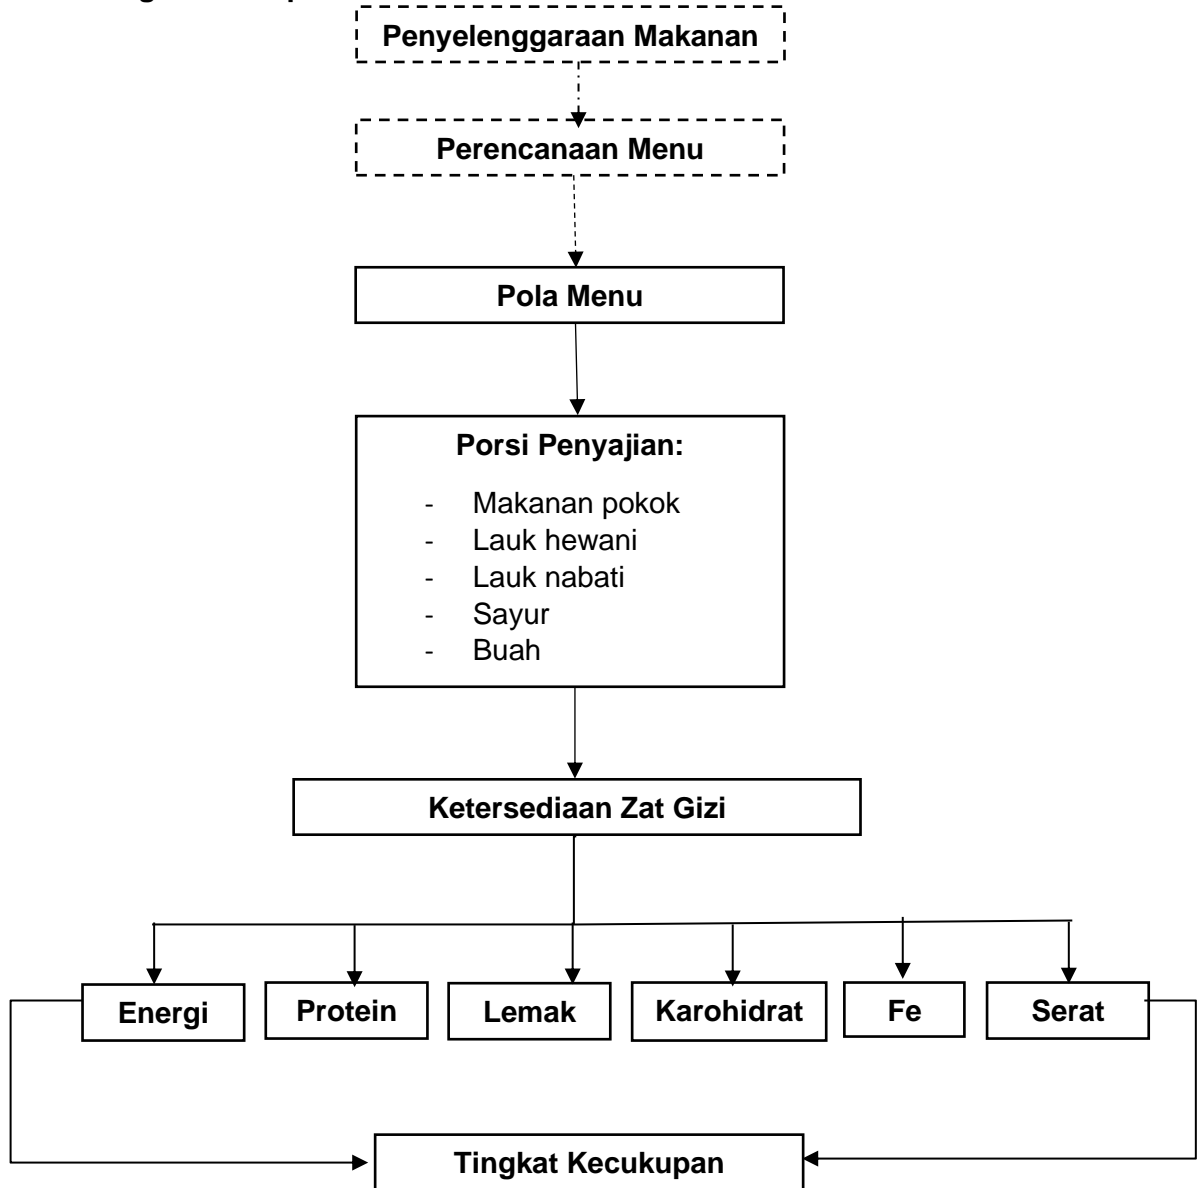 Penyelenggaraan Makanan
Perencanaan Menu
Pola Menu
Porsi Penyajian:
- Makanan pokok
- Lauk hewani
- Lauk nabati
- Sayur
- Buah
Ketersediaan Zat Gizi
Energi Protein Lemak Karohidrat Fe Serat
Tingkat Kecukupan